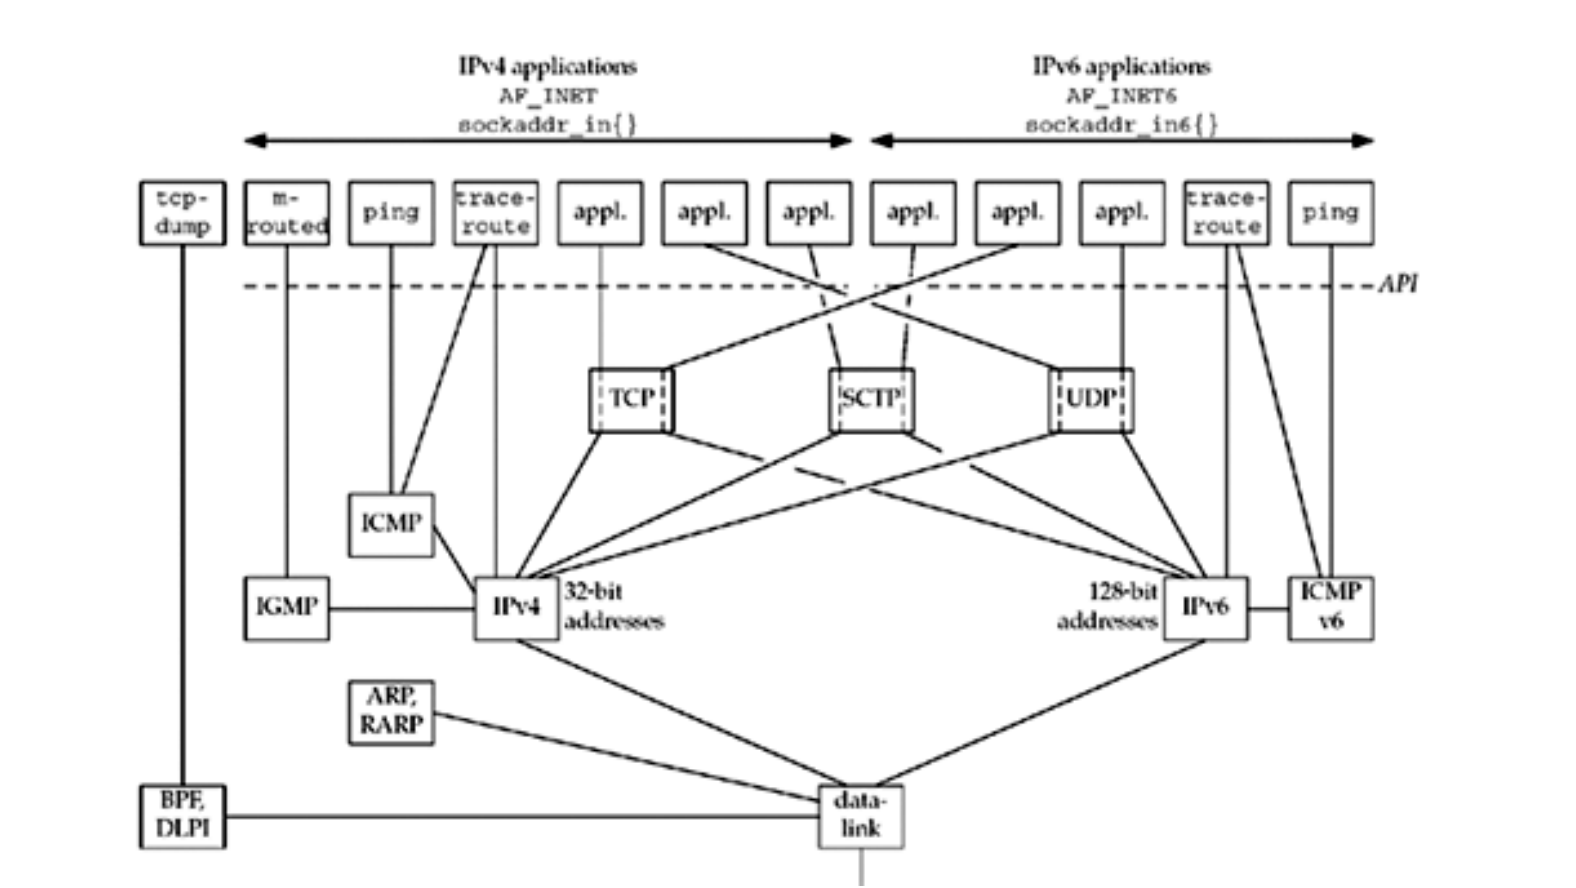 IPv4 applications
AF_INET
sockaddr_in{}
IPv6 applications
AF_INET6
sockaddr_in6{}
tcp-
dump
m-
routed
ping
trace-
route
appl.
appl.
appl.
appl.
appl.
appl.
trace-
route
ping
API
TCP
SCTP
UDP
ICMP
IGMP
IPv4
32-bit
addresses
128-bit
addresses
IPv6
ICMP
v6
ARP,
RARP
BPF,
DLPI
data-
link